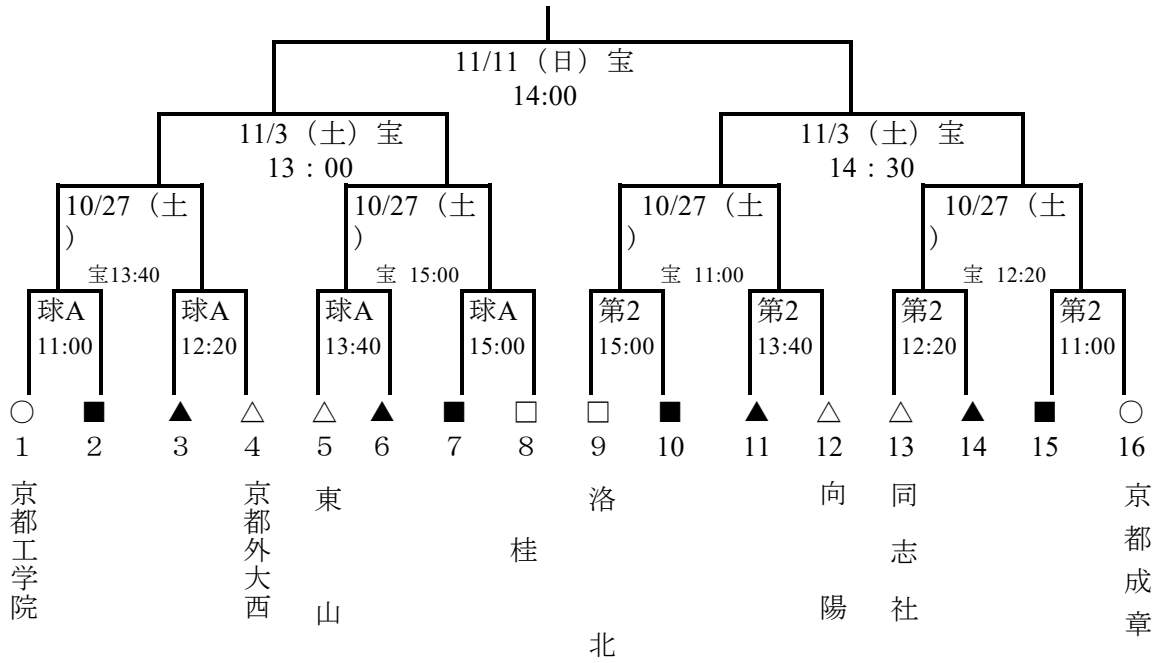 11/11（日）宝
14:00
11/3（土）宝
13：00
11/3（土）宝
14：30
10/27（土
）
宝13:40
10/27（土
）
宝 15:00
10/27（土
）
宝 11:00
10/27（土
）
宝 12:20
球A
11:00
球A
12:20
球A
13:40
球A
15:00
第2
15:00
第2
13:40
第2
12:20
第2
11:00
○ ■ ▲ △ △ ▲ ■ □ □ ■ ▲ △ △ ▲ ■ ○
１ 2 ３ ４ ５ ６ ７ ８ ９ 10 11 12 13 14 15 16
京都工学院
京都外大西
東山
桂
洛北
向陽
同志社
京都成章